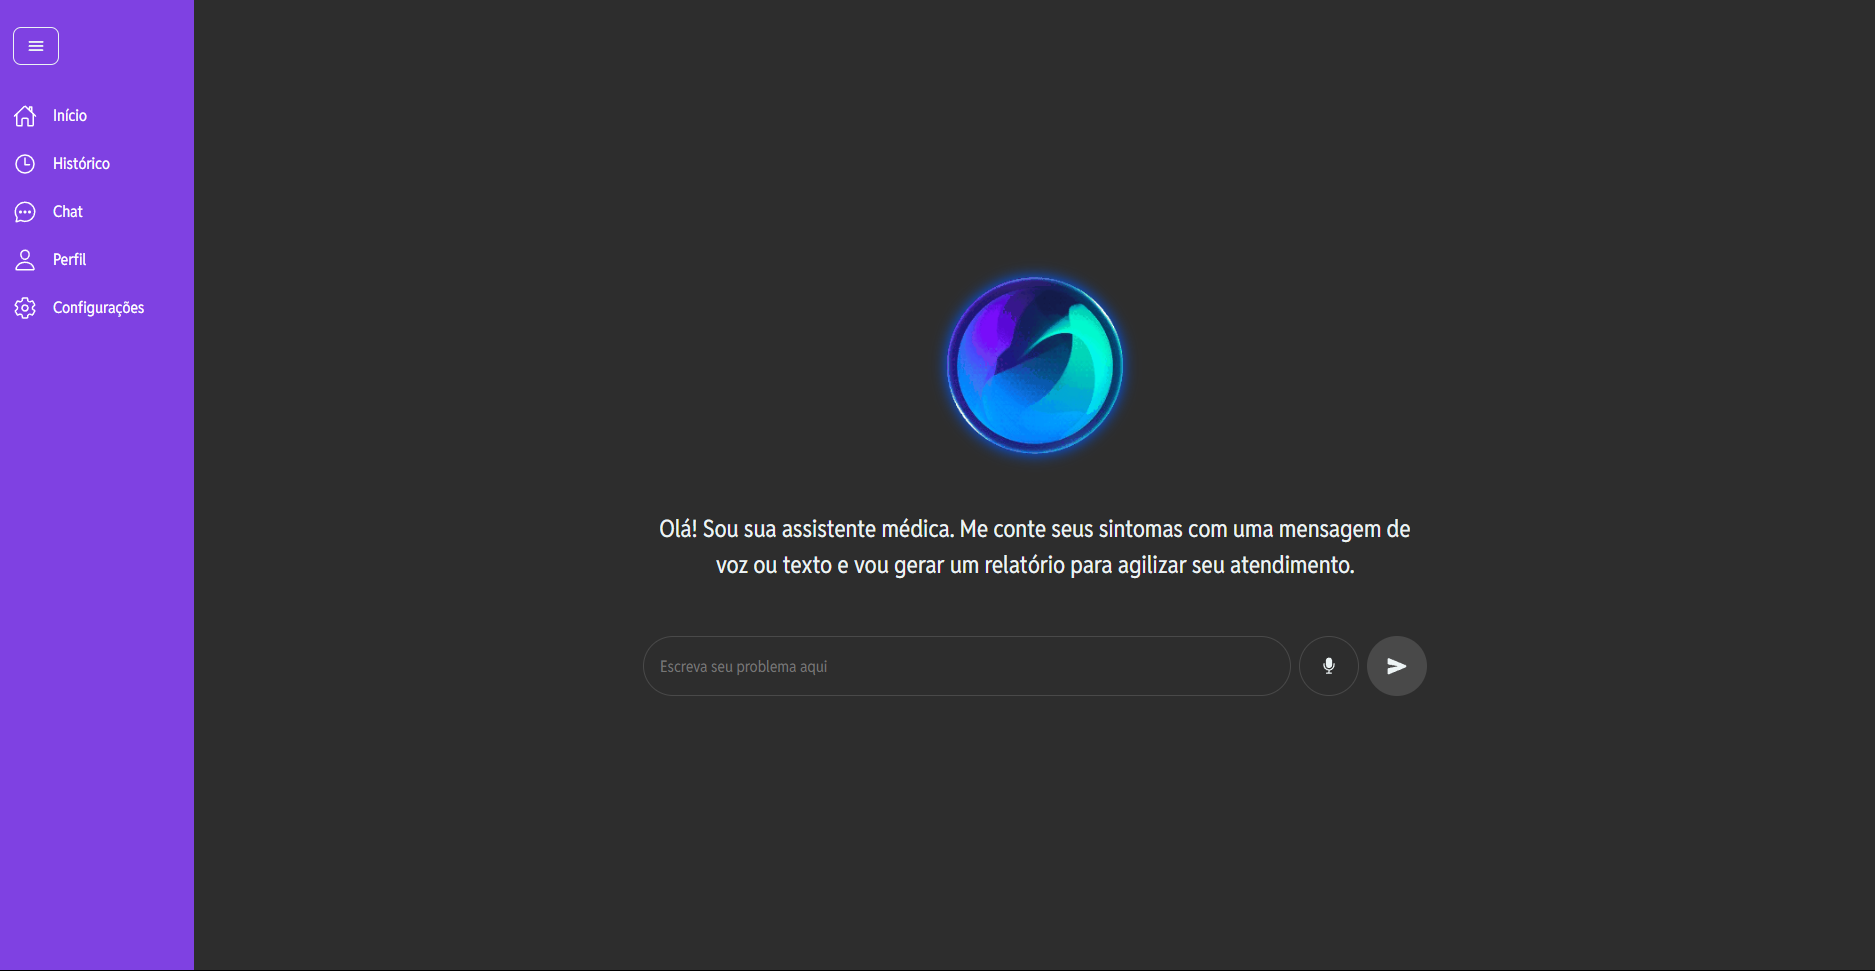 Início
Histórico
Chat
Perfil
Configurações
Olá! Sou sua assistente médica. Me conte seus sintomas com uma mensagem de
voz ou texto e vou gerar um relatório para agilizar seu atendimento.
Escreva seu problema aqui